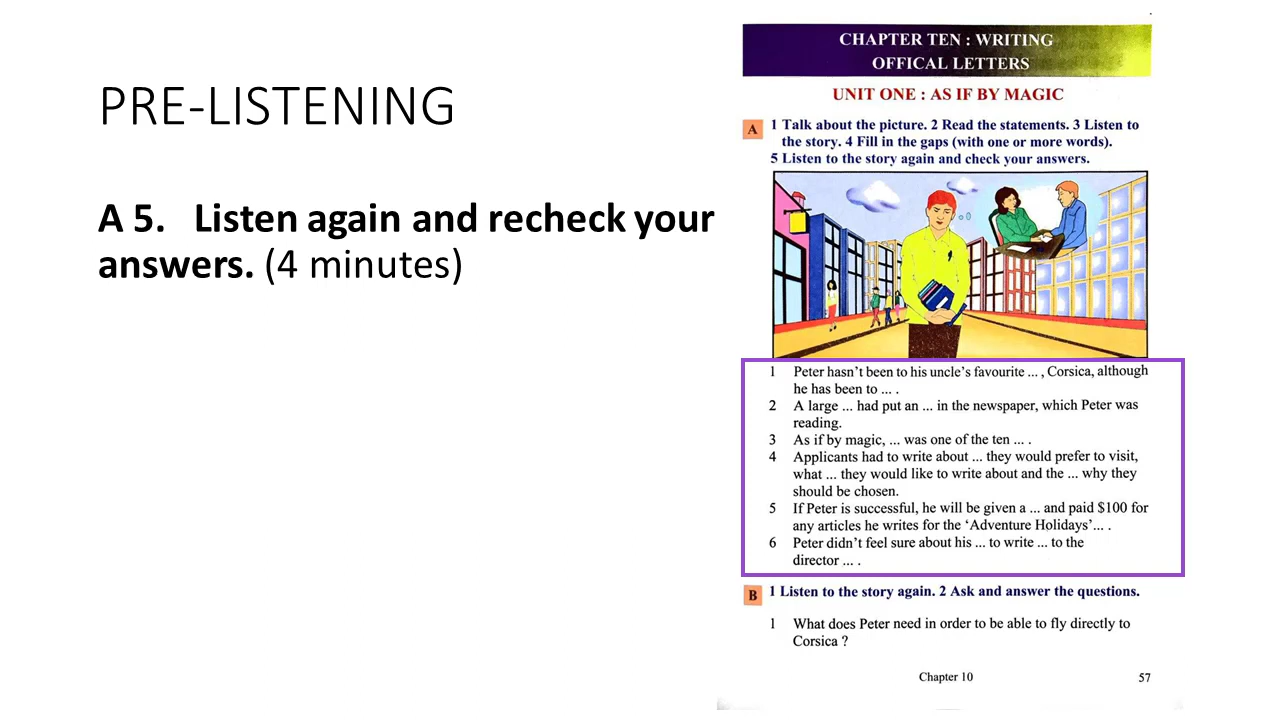 PRE-LISTENING
A 5. Listen again and recheck your
answers. (4 minutes)
CHAPTER TEN : WRITING
OFFICAL LETTERS
UNIT ONE : AS IF BY MAGIC
A 1 Talk about the picture. 2 Read the statements. 3 Listen to
the story. 4 Fill in the gaps (with one or more words).
5 Listen to the story again and check your answers.
1 Peter hasn't been to his uncle's favourite ... , Corsica, although
he has been to ... .
2 A large ... had put an ... in the newspaper, which Peter was
reading.
3 As if by magic, ... was one of the ten ... .
4 Applicants had to write about ... they would prefer to visit,
what ... they would like to write about and the ... why they
should be chosen.
5 If Peter is successful, he will be given a ... and paid $100 for
any articles he writes for the 'Adventure Holidays'... .
6 Peter didn't feel sure about his ... to write ... to the
director ... .
B 1 Listen to the story again. 2 Ask and answer the questions.
1 What does Peter need in order to be able to fly directly to
Corsica ?
Chapter 10 57